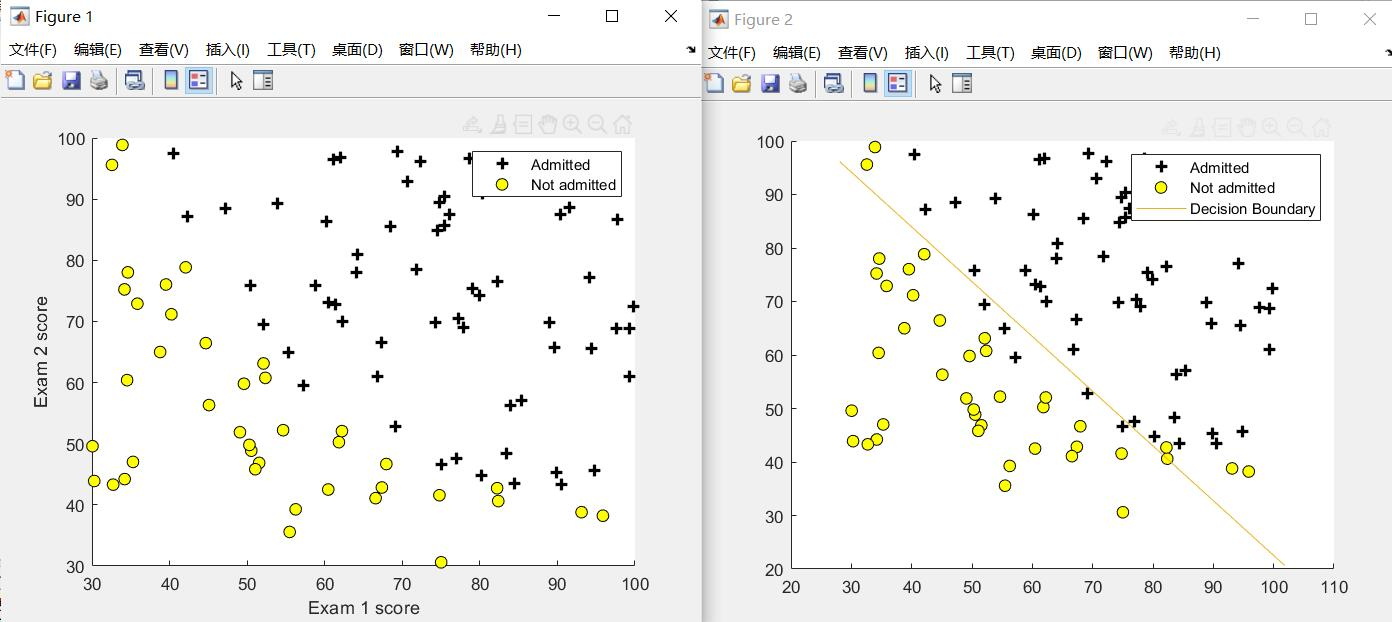 Figure 1
文件(F) 编辑(E) 查看(V) 插入(I) 工具(T) 桌面(D) 窗口(W) 帮助(H)
100
90
80
70
60
50
40
30
Exam 2 score
Admitted
Not admitted
30 40 50 60 70 80 90 100
Exam 1 score
Figure 2
文件(F) 编辑(E) 查看(V) 插入(I) 工具(T) 桌面(D) 窗口(W) 帮助(H)
100
90
80
70
60
50
40
30
20
Admitted
Not admitted
Decision Boundary
20 30 40 50 60 70 80 90 100 110